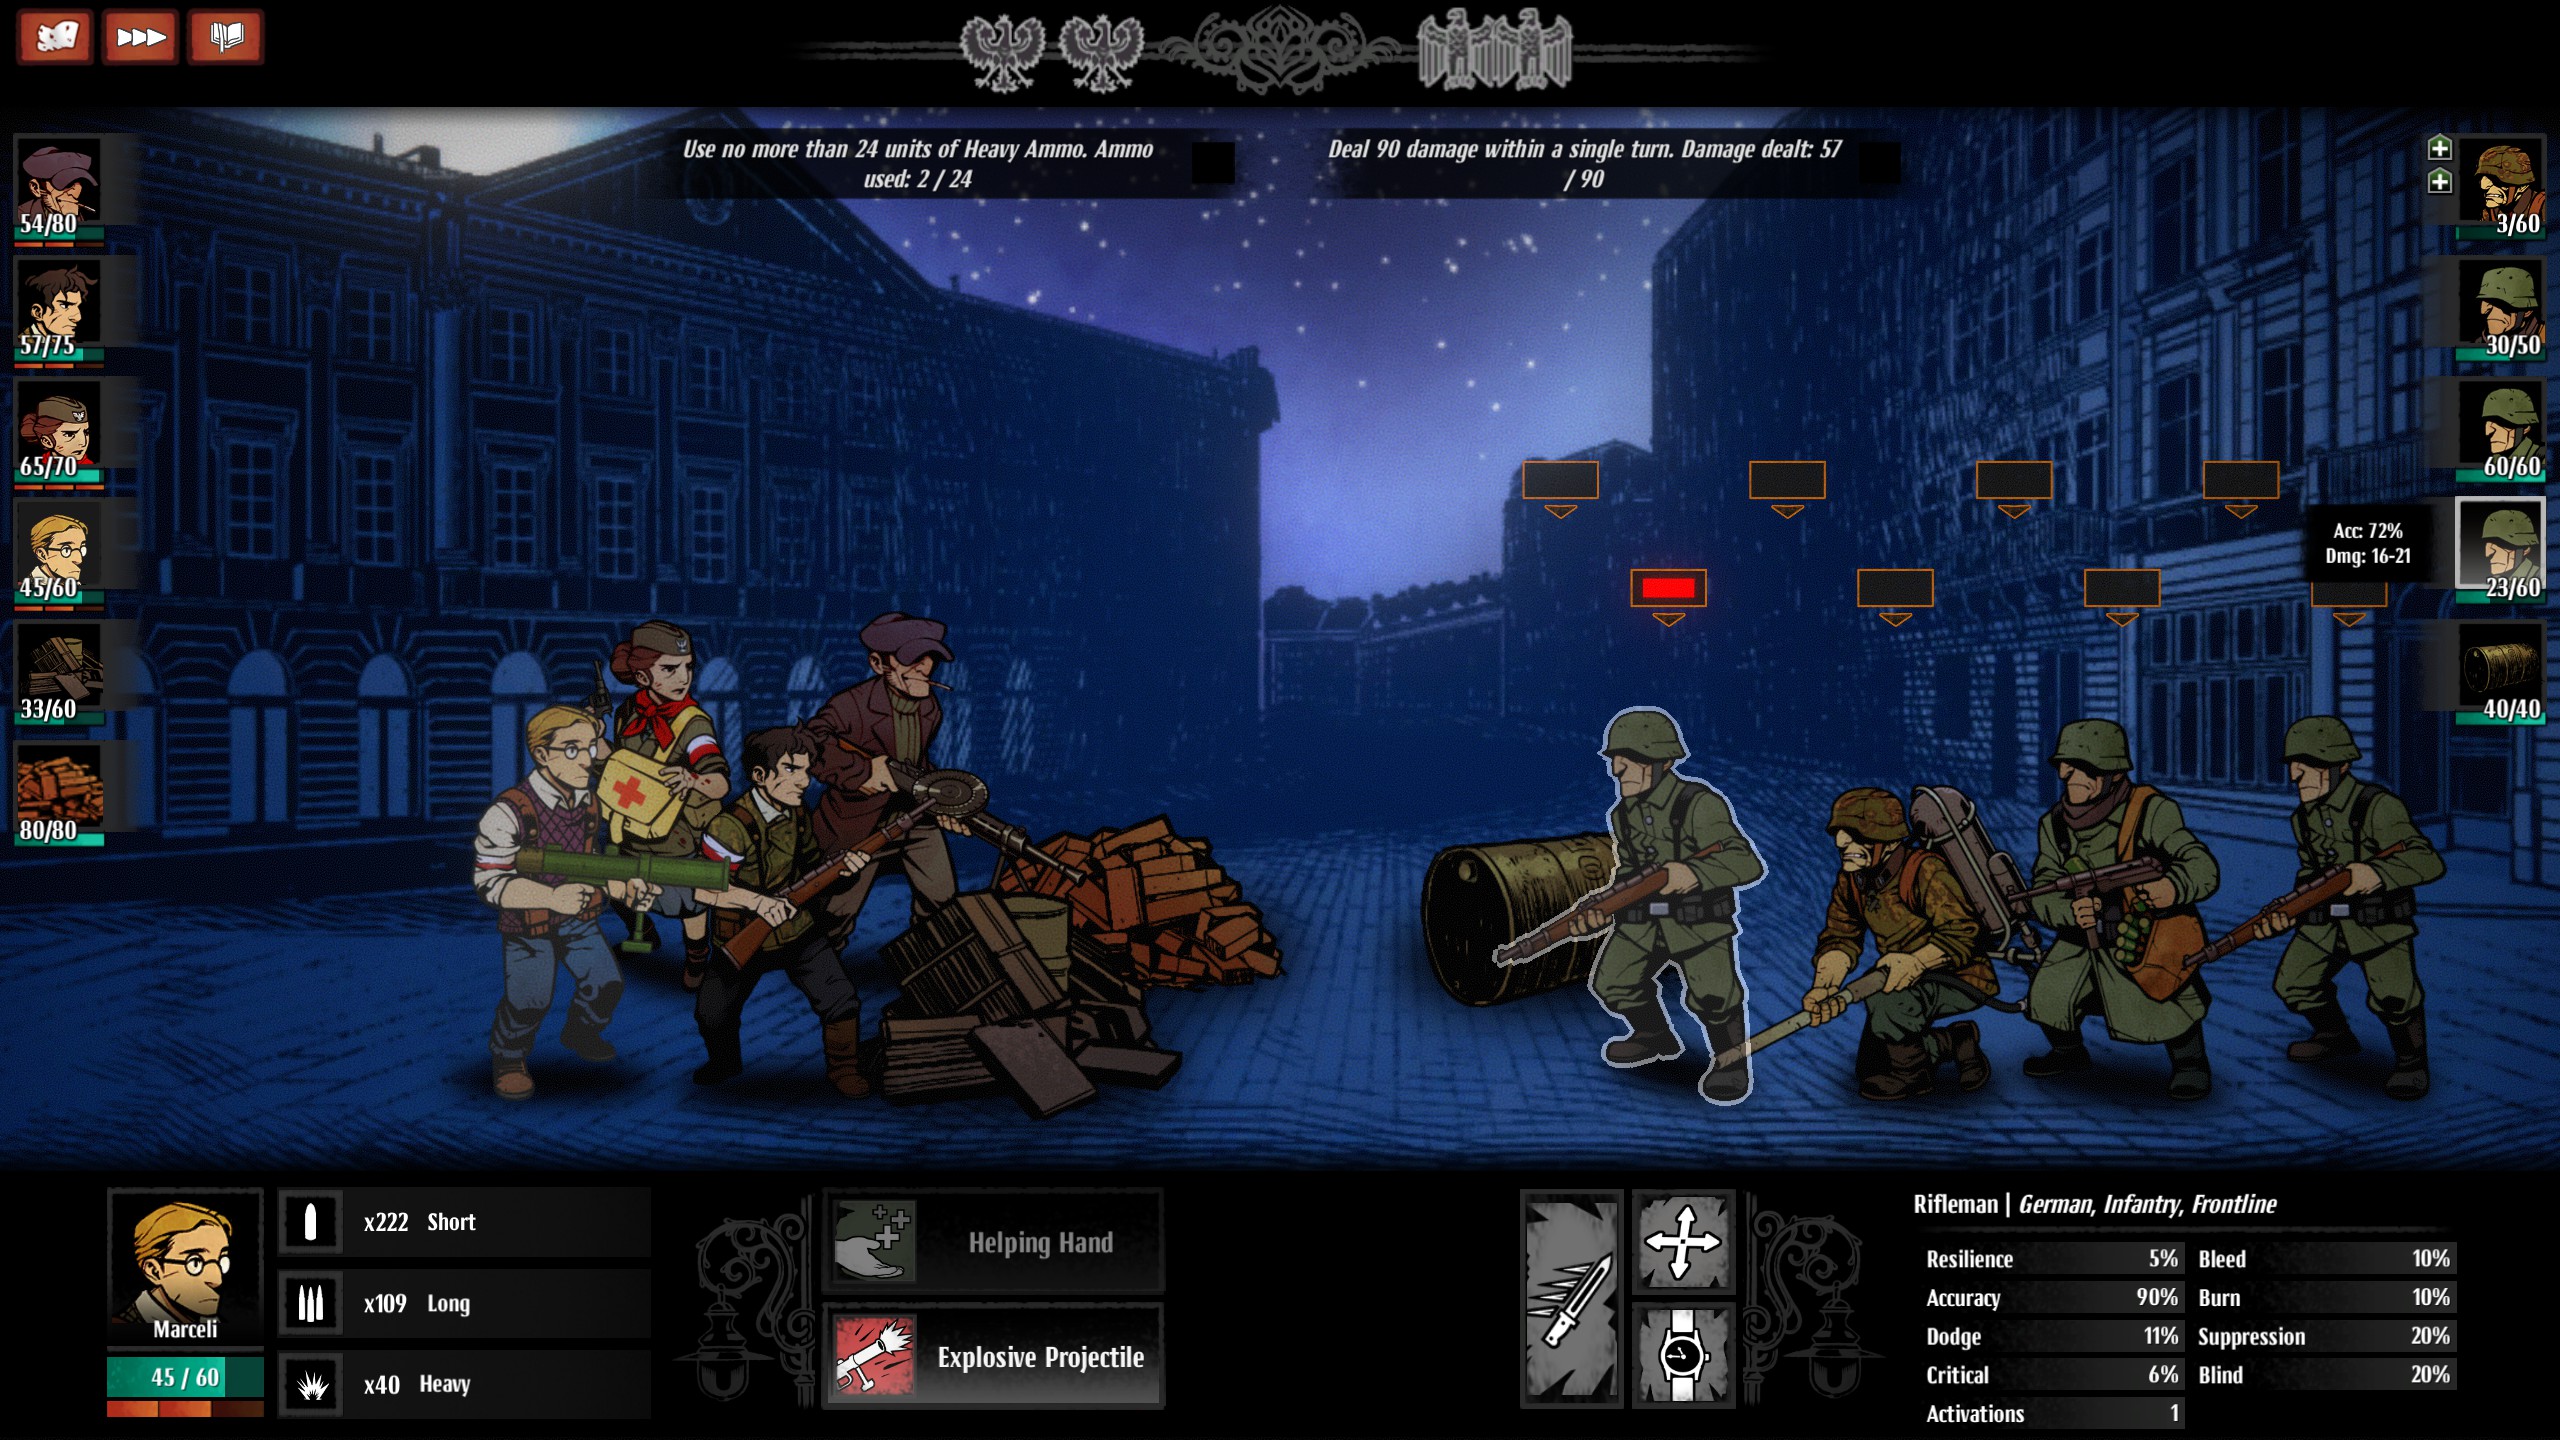 Use no more than 24 units of Heavy Ammo. Ammo
used: 2 / 24
Deal 90 damage within a single turn. Damage dealt: 57
/ 90
54/80
57/75
65/70
45/60
33/60
80/80
3/60
30/50
60/60
Acc: 72%
Dmg: 16-21
23/60
40/40
Marceli
45 / 60
x222 Short
x109 Long
x40 Heavy
Helping Hand
Explosive Projectile
Rifleman | German, Infantry, Frontline
Resilience 5% Bleed 10%
Accuracy 90% Burn 10%
Dodge 11% Suppression 20%
Critical 6% Blind 20%
Activations 1